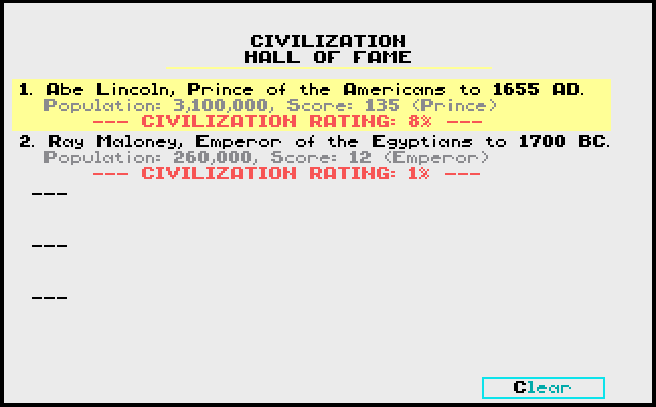 CIVILIZATION
HALL OF FAME
1. Abe Lincoln, Prince of the Americans to 1655 AD.
Population: 3,100,000, Score: 135 (Prince)
--- CIVILIZATION RATING: 8% ---
2. Ray Maloney, Emperor of the Egyptians to 1700 BC.
Population: 260,000, Score: 12 (Emperor)
--- CIVILIZATION RATING: 1% ---
---
---
---
Clear